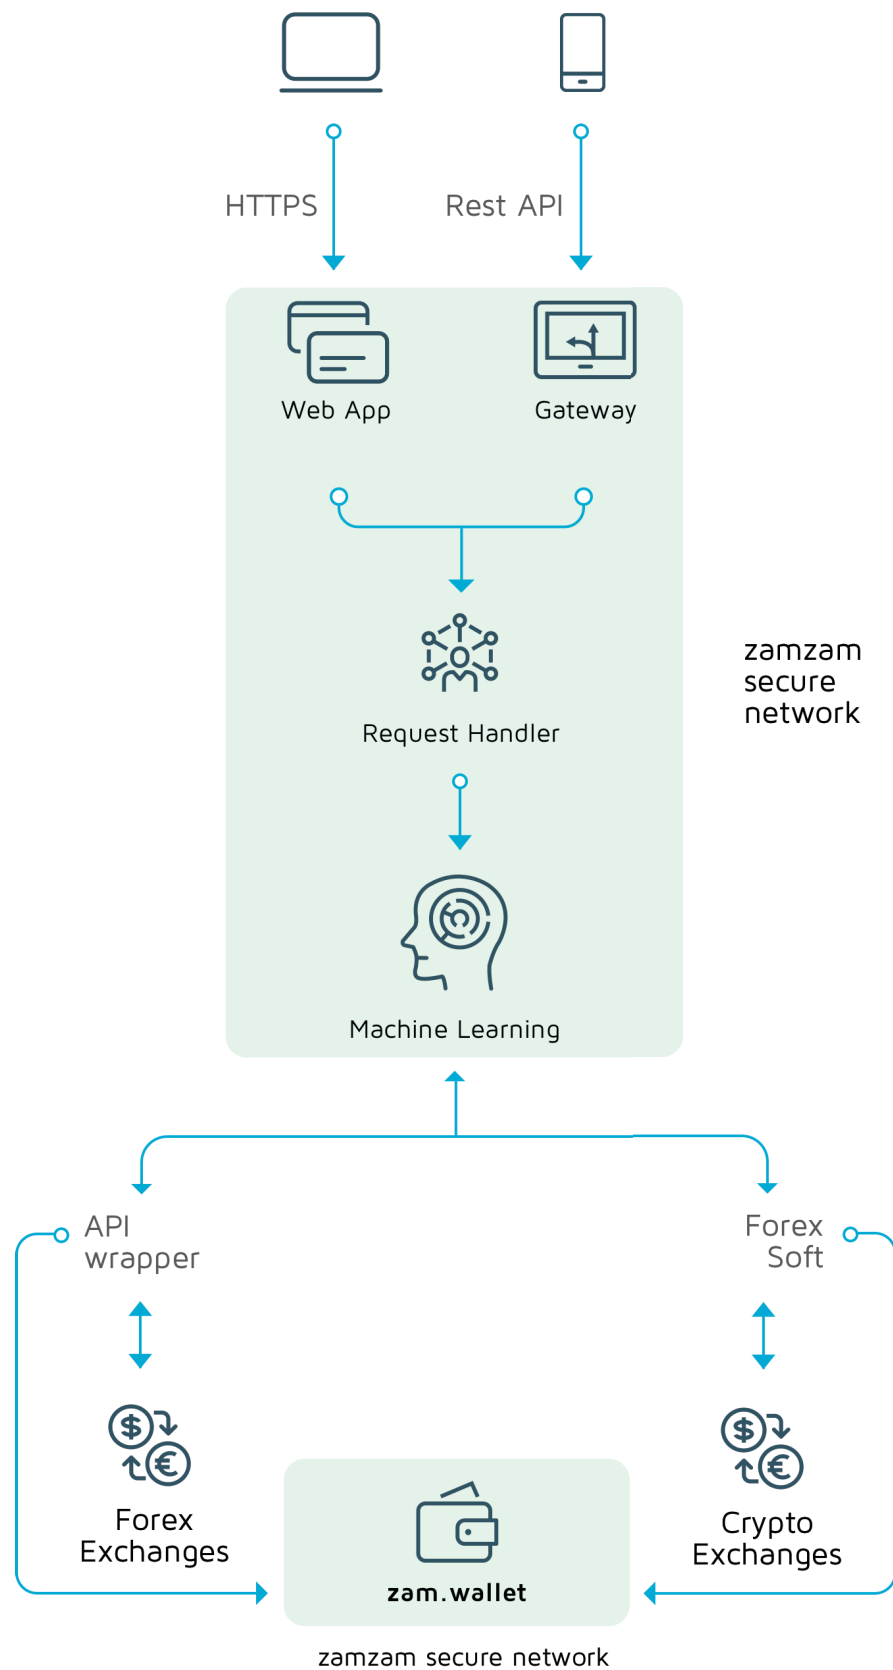 HTTPS
Rest API
Web App
Gateway
Request Handler
zamzam
secure
network
Machine Learning
API
wrapper
Forex
Soft
$
€
$
€
Forex
Exchanges
Crypto
Exchanges
zam.wallet
zamzam secure network